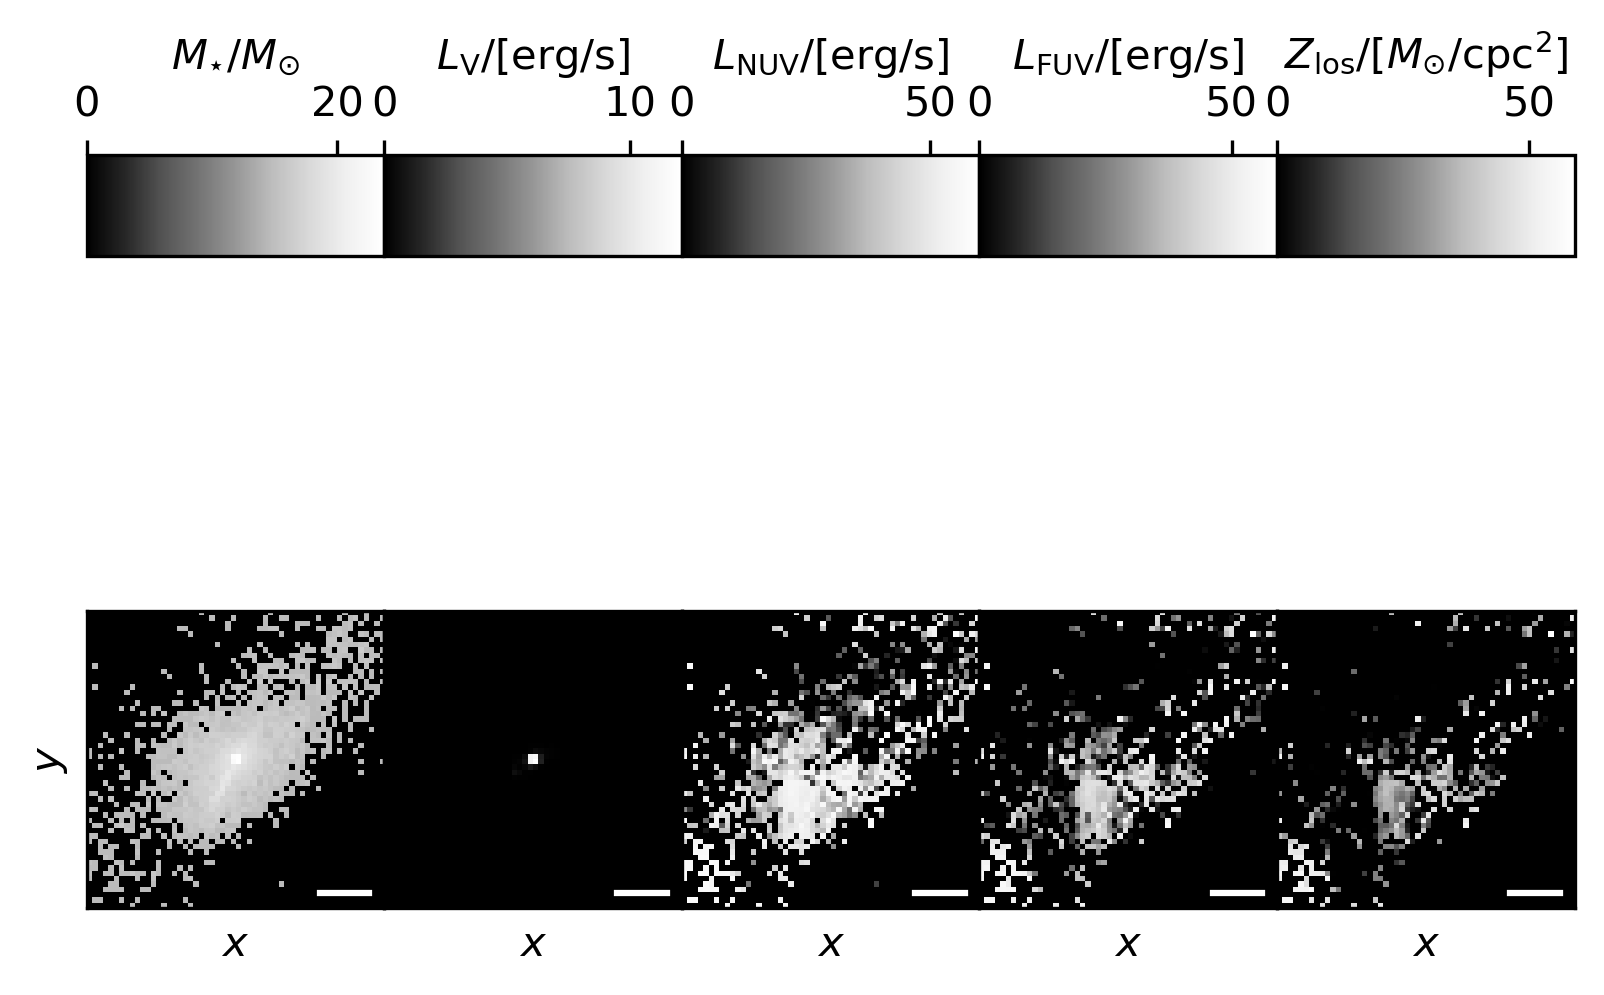 M⋆/M⊙ L_V/[erg/s] L_NUV/[erg/s] L_FUV/[erg/s] Z_los/[M⊙/cpc²]
0 20 0 10 0 50 0 50 0 50
y
x x x x x